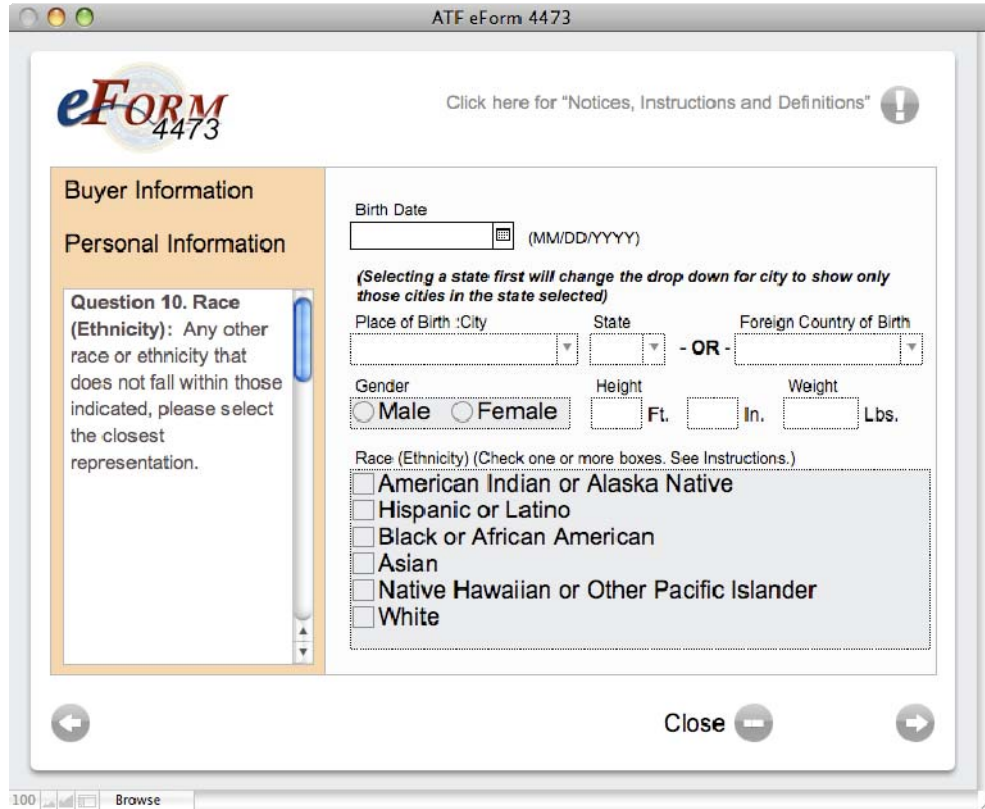 ATF eForm 4473
eFORM
4473
Click here for "Notices, Instructions and Definitions"
!
Buyer Information
Personal Information
Question 10. Race
(Ethnicity): Any other
race or ethnicity that
does not fall within those
indicated, please select
the closest
representation.
Birth Date
(MM/DD/YYYY)
(Selecting a state first will change the drop down for city to show only
those cities in the state selected)
Place of Birth :City State Foreign Country of Birth
- OR -
Gender Height Weight
Male Female Ft. In. Lbs.
Race (Ethnicity) (Check one or more boxes. See Instructions.)
American Indian or Alaska Native
Hispanic or Latino
Black or African American
Asian
Native Hawaiian or Other Pacific Islander
White
Close
100 Browse